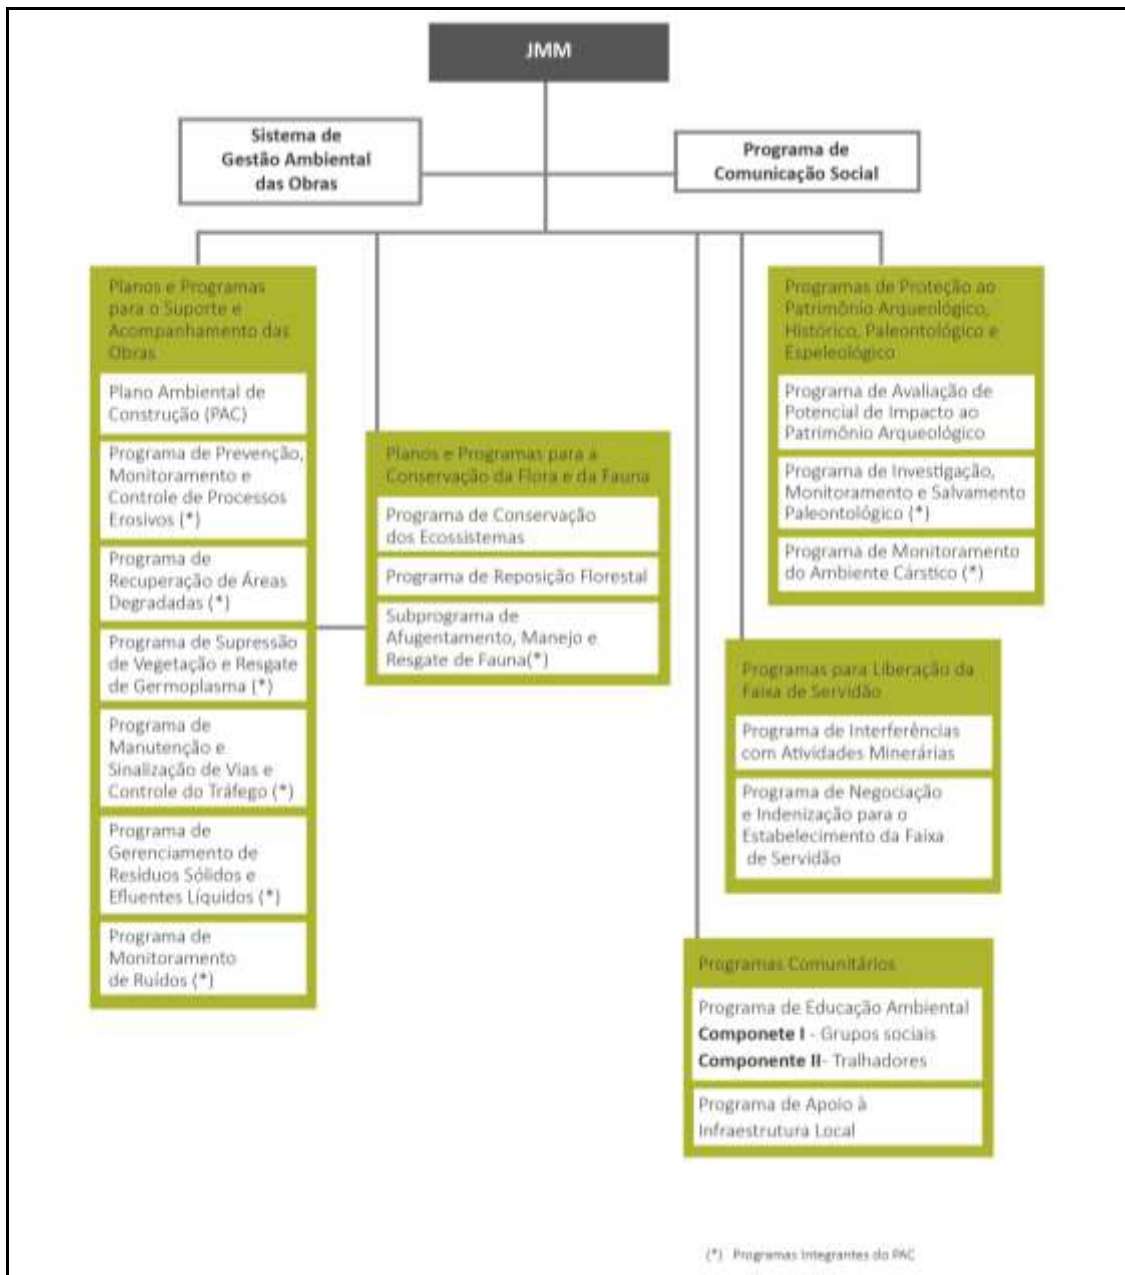 JMM
Sistema de
Gestão Ambiental
das Obras
Programa de
Comunicação Social
Planos e Programas
para o Suporte e
Acompanhamento das
Obras
Plano Ambiental de
Construção (PAC)
Programa de Prevenção,
Monitoramento e
Controle de Processos
Erosivos (*)
Programa de
Recuperação de Áreas
Degradadas (*)
Programa de Supressão
de Vegetação e Resgate
de Germoplasma (*)
Programa de
Manutenção e
Sinalização de Vias e
Controle do Tráfego (*)
Programa de
Gerenciamento de
Resíduos Sólidos e
Efluentes Líquidos (*)
Programa de
Monitoramento
de Ruídos (*)
Planos e Programas para a
Conservação da Flora e da Fauna
Programa de Conservação
dos Ecossistemas
Programa de Reposição Florestal
Subprograma de
Afugentamento, Manejo e
Resgate de Fauna(*)
Programas de Proteção ao
Patrimônio Arqueológico,
Histórico, Paleontológico e
Espeleológico
Programa de Avaliação de
Potencial de Impacto ao
Patrimônio Arqueológico
Programa de Investigação,
Monitoramento e Salvamento
Paleontológico (*)
Programa de Monitoramento
do Ambiente Cárstico (*)
Programas para Liberação da
Faixa de Servidão
Programa de Interferências
com Atividades Minerárias
Programa de Negociação
e Indenização para o
Estabelecimento da Faixa
de Servidão
Programas Comunitários
Programa de Educação Ambiental
Componete I - Grupos sociais
Componente II- Tralhadores
Programa de Apoio à
Infraestrutura Local
(*) Programas Integrantes do PAC